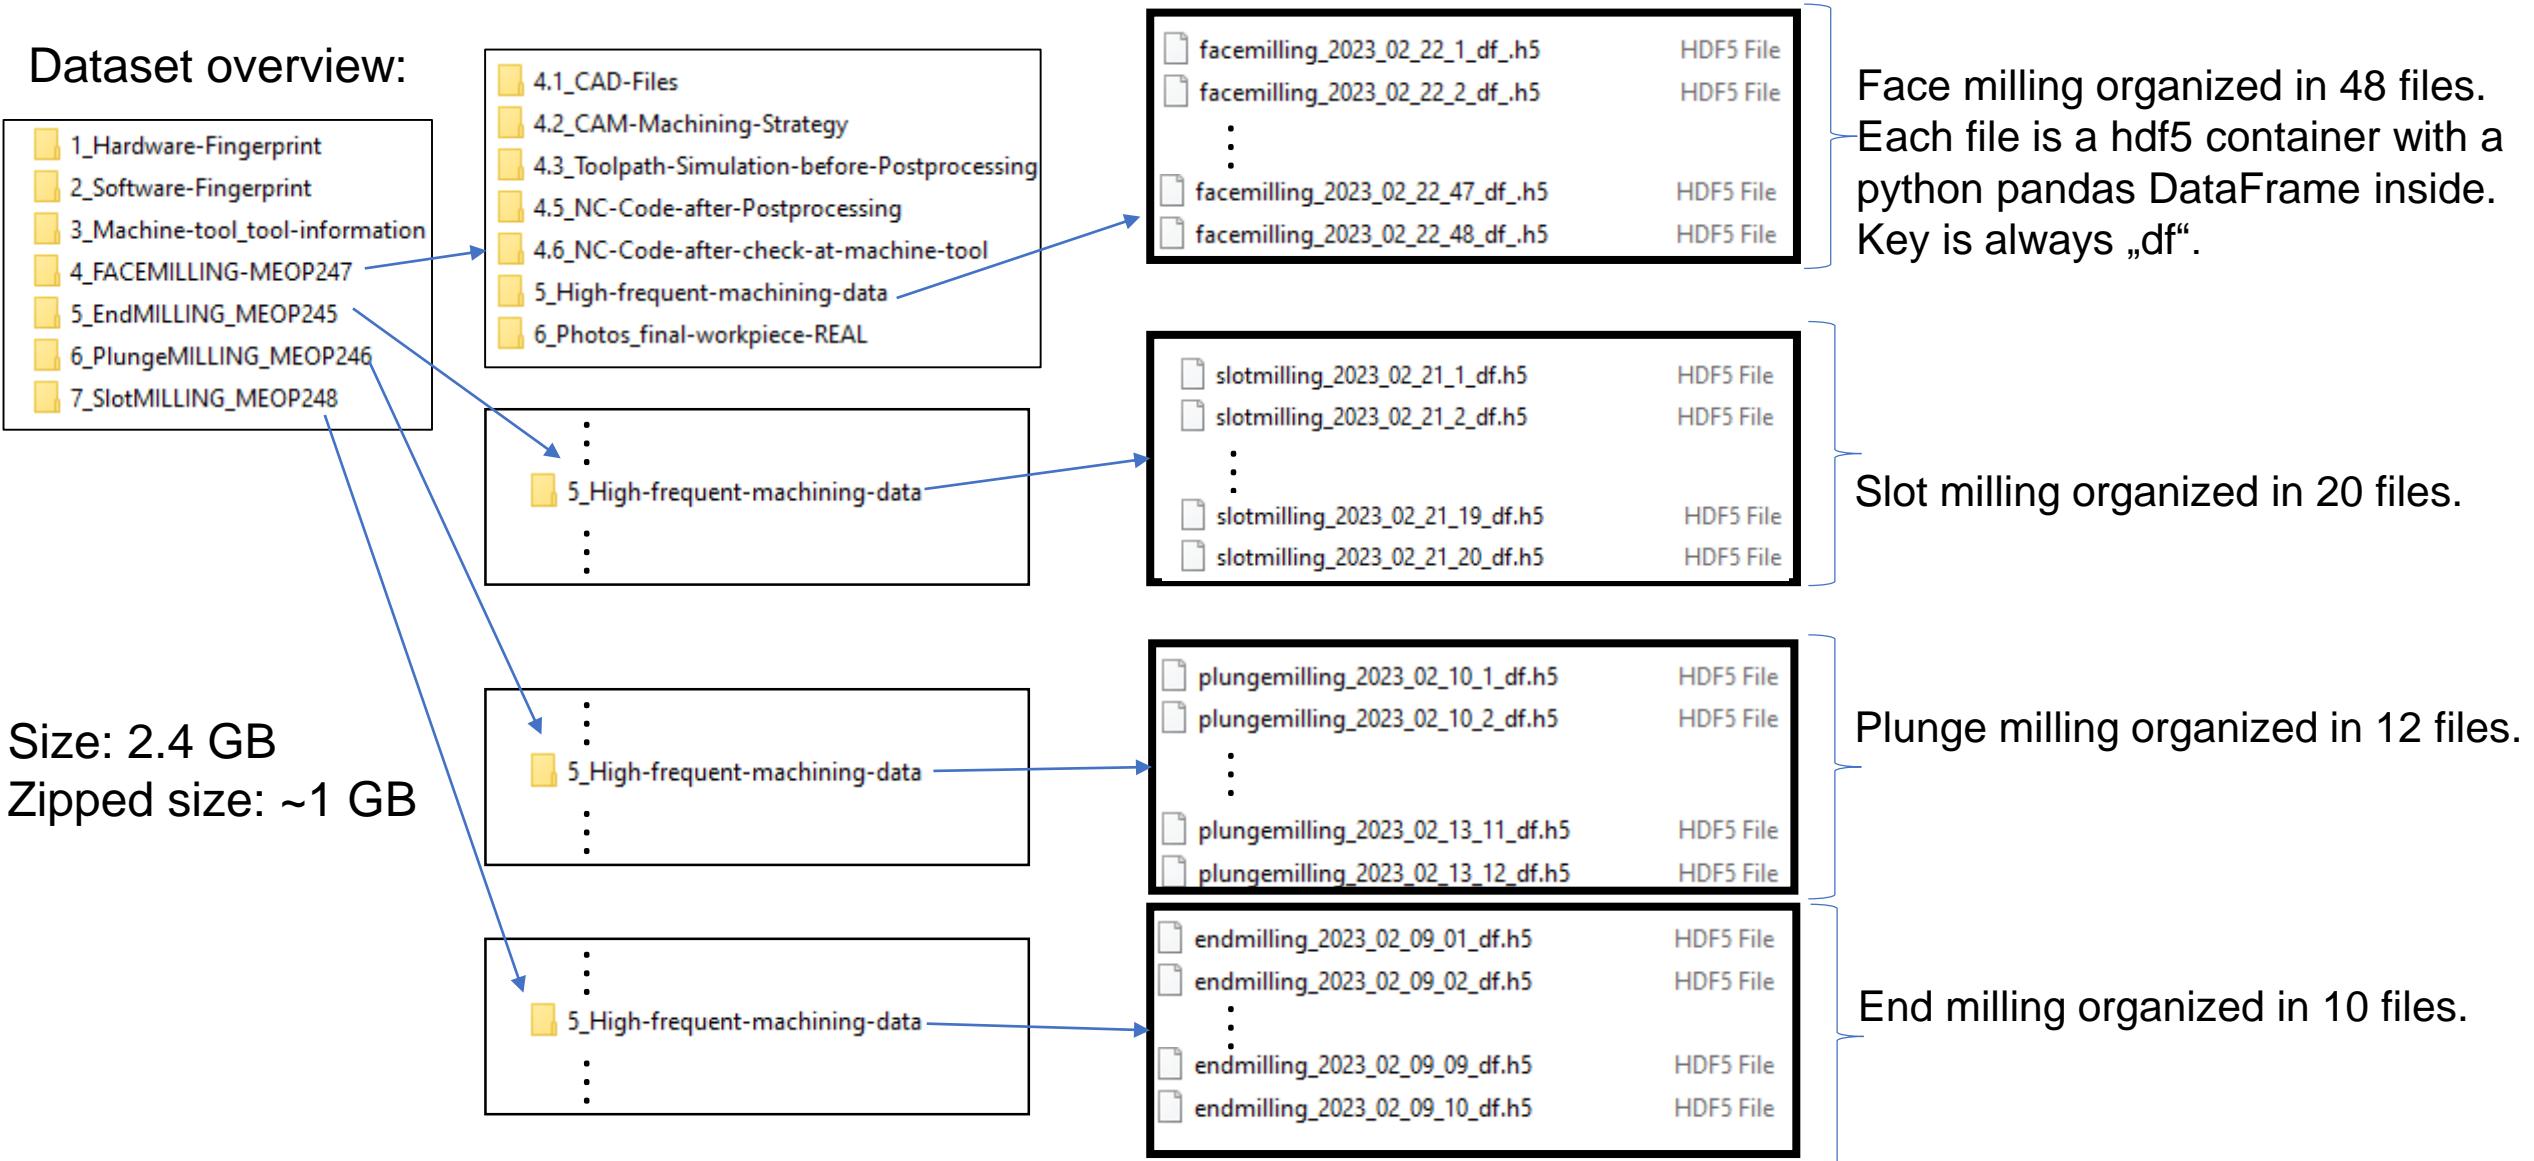 Dataset overview:
1_Hardware-Fingerprint
2_Software-Fingerprint
3_Machine-tool_tool-information
4_FACEMILLING-MEOP247
5_EndMILLING_MEOP245
6_PlungeMILLING_MEOP246
7_SlotMILLING_MEOP248
Size: 2.4 GB
Zipped size: ~1 GB
4.1_CAD-Files
4.2_CAM-Machining-Strategy
4.3_Toolpath-Simulation-before-Postprocessing
4.5_NC-Code-after-Postprocessing
4.6_NC-Code-after-check-at-machine-tool
5_High-frequent-machining-data
6_Photos_final-workpiece-REAL
5_High-frequent-machining-data
5_High-frequent-machining-data
5_High-frequent-machining-data
facemilling_2023_02_22_1_df_.h5 HDF5 File
facemilling_2023_02_22_2_df_.h5 HDF5 File
facemilling_2023_02_22_47_df_.h5 HDF5 File
facemilling_2023_02_22_48_df_.h5 HDF5 File
Face milling organized in 48 files.
Each file is a hdf5 container with a
python pandas DataFrame inside.
Key is always „df“.
slotmilling_2023_02_21_1_df.h5 HDF5 File
slotmilling_2023_02_21_2_df.h5 HDF5 File
slotmilling_2023_02_21_19_df.h5 HDF5 File
slotmilling_2023_02_21_20_df.h5 HDF5 File
Slot milling organized in 20 files.
plungemilling_2023_02_10_1_df.h5 HDF5 File
plungemilling_2023_02_10_2_df.h5 HDF5 File
plungemilling_2023_02_13_11_df.h5 HDF5 File
plungemilling_2023_02_13_12_df.h5 HDF5 File
Plunge milling organized in 12 files.
endmilling_2023_02_09_01_df.h5 HDF5 File
endmilling_2023_02_09_02_df.h5 HDF5 File
endmilling_2023_02_09_09_df.h5 HDF5 File
endmilling_2023_02_09_10_df.h5 HDF5 File
End milling organized in 10 files.